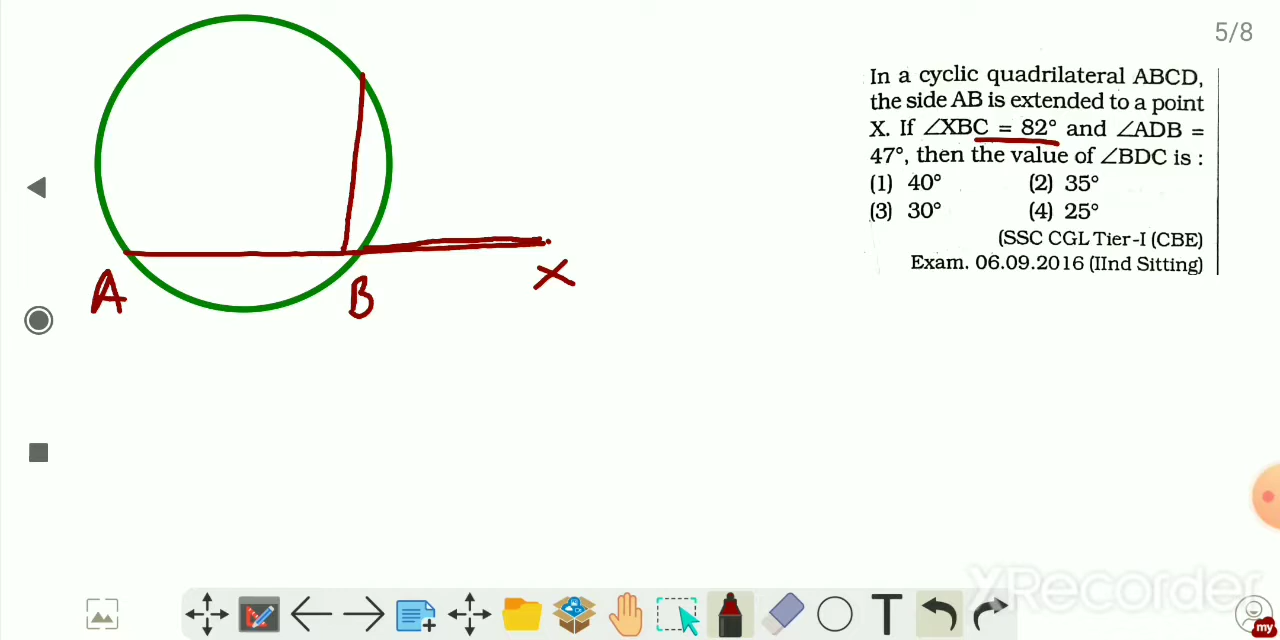 5/8
In a cyclic quadrilateral ABCD,
the side AB is extended to a point
X. If ∠XBC = 82° and ∠ADB =
47°, then the value of ∠BDC is :
(1) 40° (2) 35°
(3) 30° (4) 25°
(SSC CGL Tier-I (CBE)
Exam. 06.09.2016 (IInd Sitting)
A B X
XRecorder
T
my